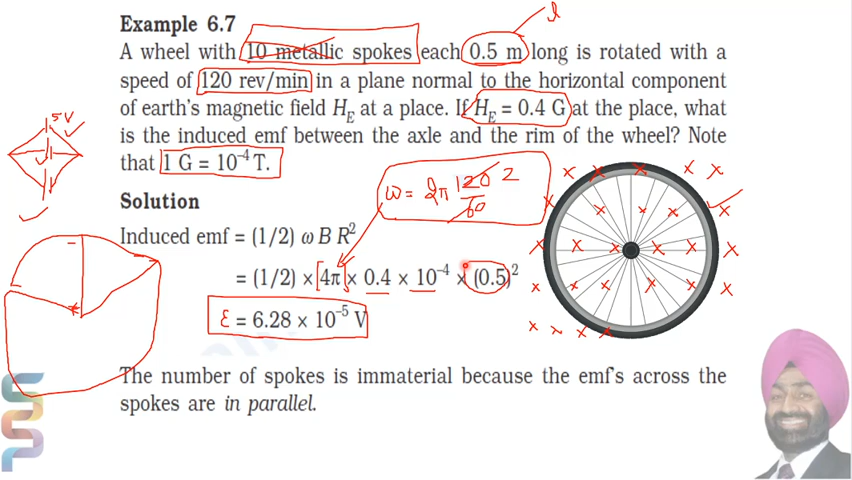 Example 6.7
A wheel with 10 metallic spokes each 0.5 m long is rotated with a
speed of 120 rev/min in a plane normal to the horizontal component
of earth's magnetic field H_E at a place. If H_E = 0.4 G at the place, what
is the induced emf between the axle and the rim of the wheel? Note
that 1 G = 10⁻⁴ T.
l
5V
ω = 2π 120/60 2
Solution
Induced emf = (1/2) ω B R²
= (1/2) × [4π] × 0.4 × 10⁻⁴ × (0.5)²
ε = 6.28 × 10⁻⁵ V
The number of spokes is immaterial because the emf's across the
spokes are in parallel.